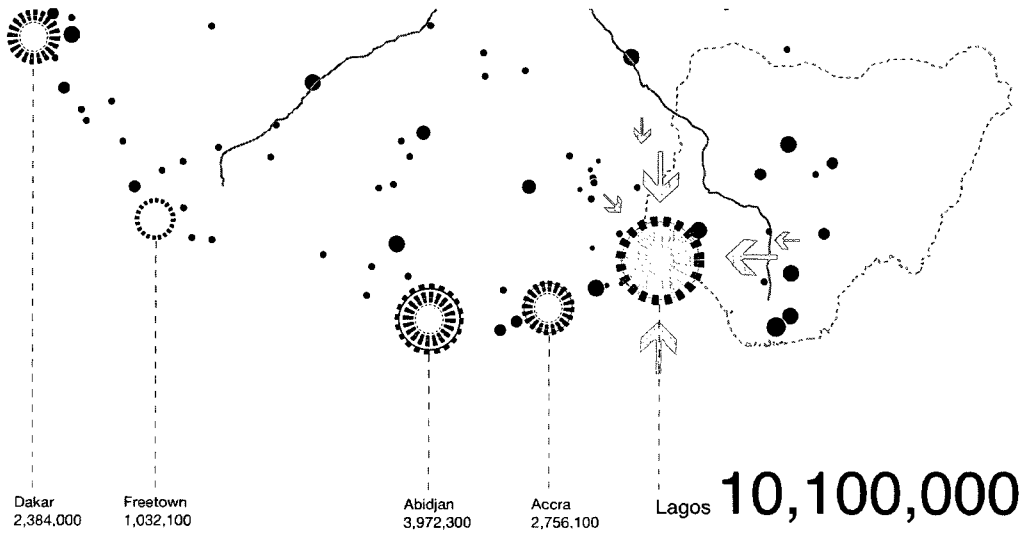 Dakar
2,384,000
Freetown
1,032,100
Abidjan
3,972,300
Accra
2,756.100
Lagos 10,100,000